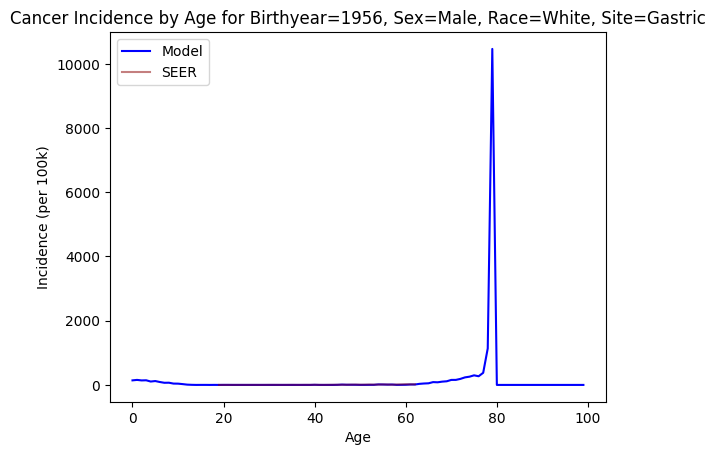 Cancer Incidence by Age for Birthyear=1956, Sex=Male, Race=White, Site=Gastric
Model
SEER
10000
8000
6000
4000
2000
0
Incidence (per 100k)
0 20 40 60 80 100
Age